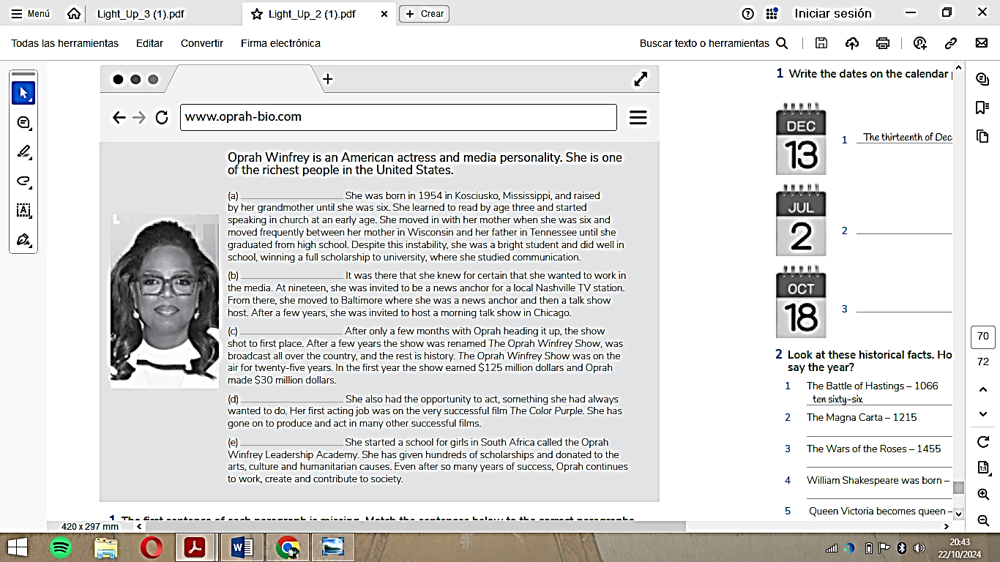 Menú
Light_Up_3 (1).pdf
Light_Up_2 (1).pdf
Crear
Iniciar sesión
Todas las herramientas
Editar
Convertir
Firma electrónica
Buscar texto o herramientas
www.oprah-bio.com
Oprah Winfrey is an American actress and media personality. She is one
of the richest people in the United States.
(a) ____________________ She was born in 1954 in Kosciusko, Mississippi, and raised
by her grandmother until she was six. She learned to read by age three and started
speaking in church at an early age. She moved in with her mother when she was six and
moved frequently between her mother in Wisconsin and her father in Tennessee until she
graduated from high school. Despite this instability, she was a bright student and did well in
school, winning a full scholarship to university, where she studied communication.
(b) ____________________ It was there that she knew for certain that she wanted to work in
the media. At nineteen, she was invited to be a news anchor for a local Nashville TV station.
From there, she moved to Baltimore where she was a news anchor and then a talk show
host. After a few years, she was invited to host a morning talk show in Chicago.
(c) ____________________ After only a few months with Oprah heading it up, the show
shot to first place. After a few years the show was renamed The Oprah Winfrey Show, was
broadcast all over the country, and the rest is history. The Oprah Winfrey Show was on the
air for twenty-five years. In the first year the show earned $125 million dollars and Oprah
made $30 million dollars.
(d) ____________________ She also had the opportunity to act, something she had always
wanted to do. Her first acting job was on the very successful film The Color Purple. She has
gone on to produce and act in many other successful films.
(e) ____________________ She started a school for girls in South Africa called the Oprah
Winfrey Leadership Academy. She has given hundreds of scholarships and donated to the
arts, culture and humanitarian causes. Even after so many years of success, Oprah continues
to work, create and contribute to society.
1 The first sentence of each paragraph is missing. Match the sentences below to the correct paragraphs
1 Write the dates on the calendar
DEC
13
1 The thirteenth of Dec
JUL
2
2
OCT
18
3
2 Look at these historical facts. Ho
say the year?
1 The Battle of Hastings – 1066
ten sixty-six
2 The Magna Carta – 1215
3 The Wars of the Roses – 1455
4 William Shakespeare was born –
5 Queen Victoria becomes queen –
70
72
1:1
420 x 297 mm
20:43
22/10/2024